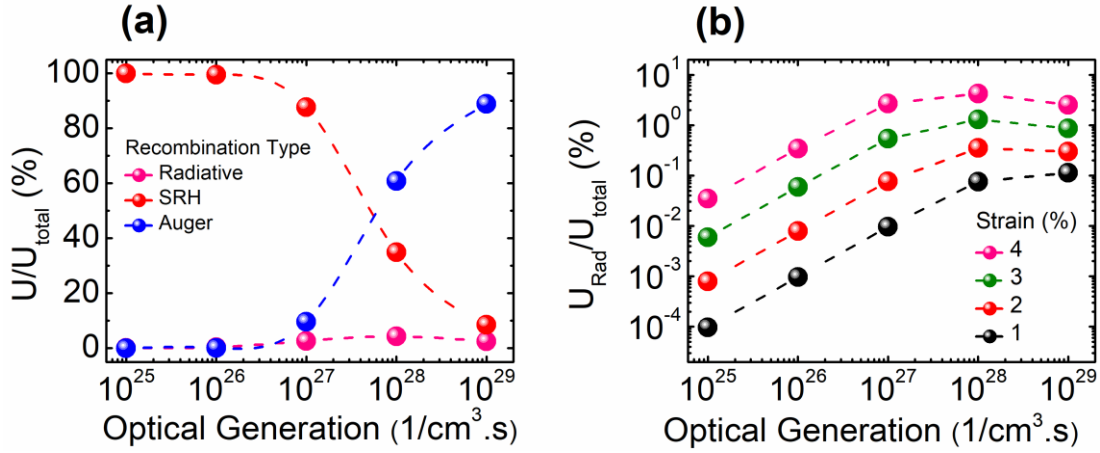 (a)
U/U_total (%)
100
80
60
40
20
0
Recombination Type
Radiative
SRH
Auger
10^25 10^26 10^27 10^28 10^29
Optical Generation (1/cm^3.s)
(b)
U_Rad/U_total (%)
10^1
10^0
10^-1
10^-2
10^-3
10^-4
Strain (%)
4
3
2
1
10^25 10^26 10^27 10^28 10^29
Optical Generation (1/cm^3.s)